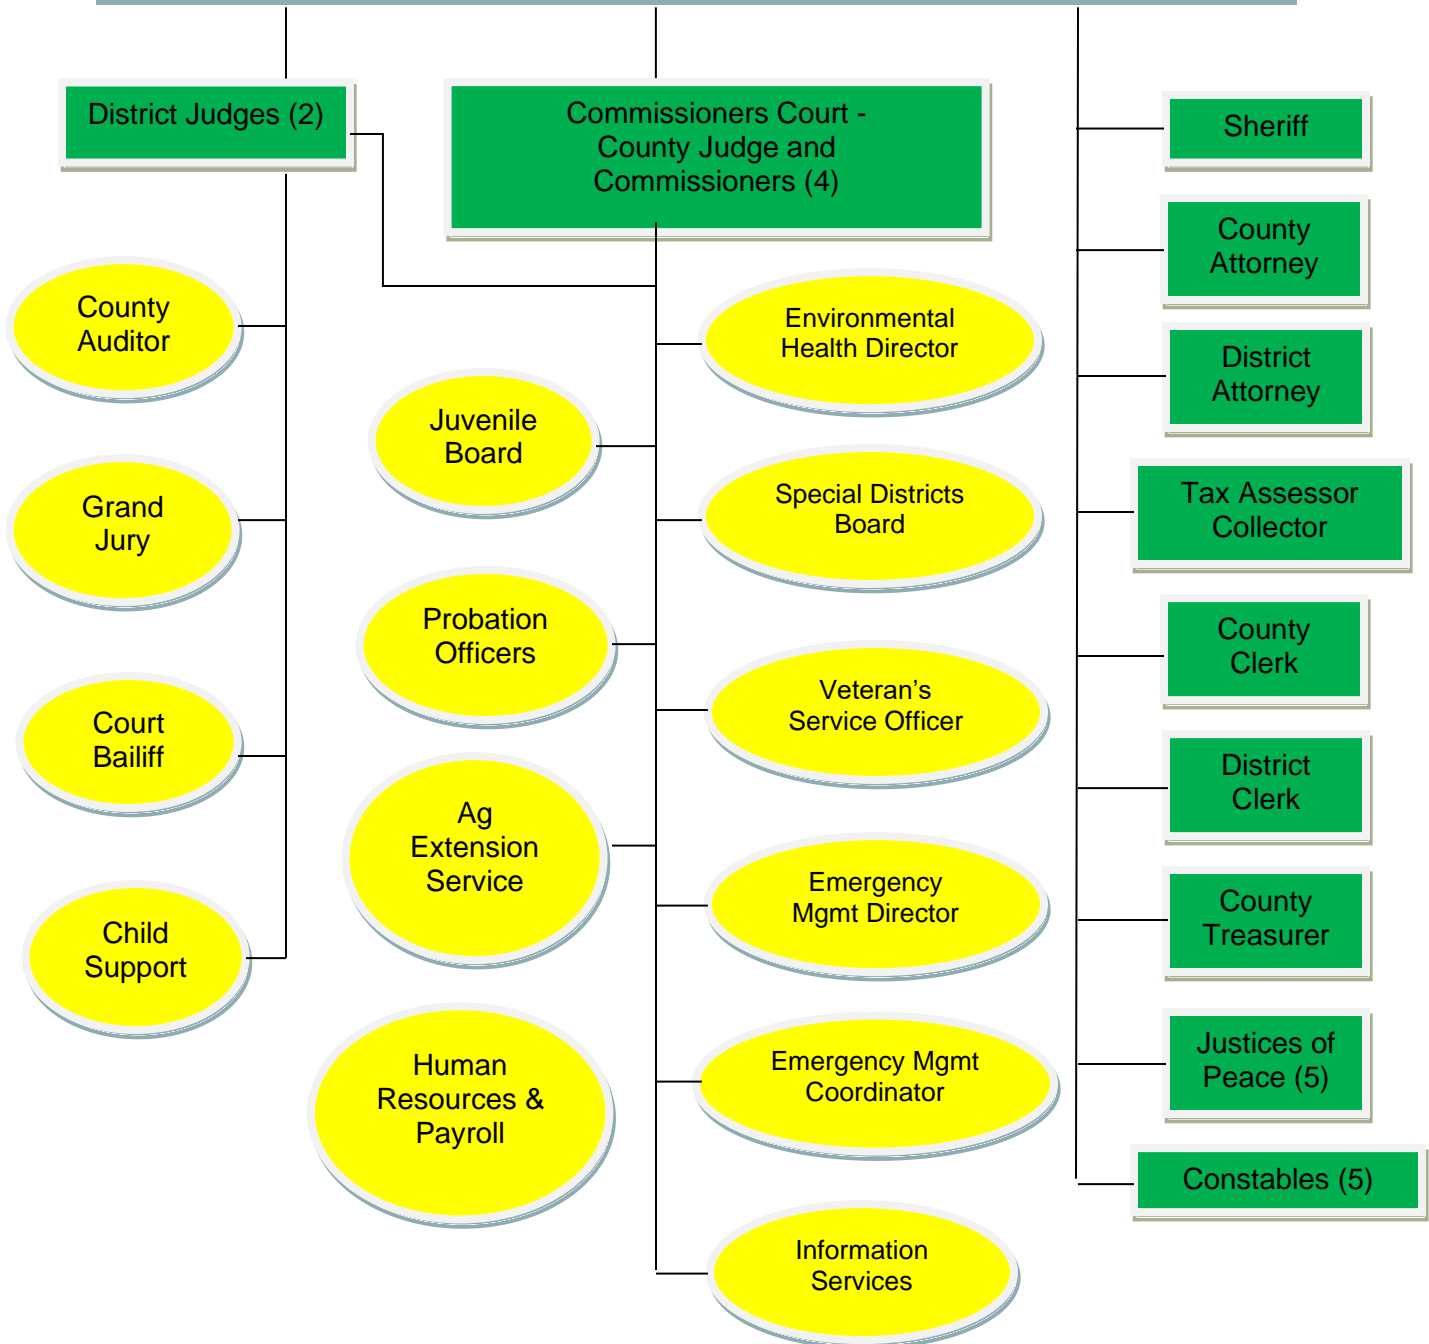 District Judges (2)
Commissioners Court -
County Judge and
Commissioners (4)
Sheriff
County
Attorney
District
Attorney
Tax Assessor
Collector
County
Clerk
District
Clerk
County
Treasurer
Justices of
Peace (5)
Constables (5)
County
Auditor
Grand
Jury
Court
Bailiff
Child
Support
Juvenile
Board
Probation
Officers
Ag
Extension
Service
Human
Resources &
Payroll
Environmental
Health Director
Special Districts
Board
Veteran’s
Service Officer
Emergency
Mgmt Director
Emergency Mgmt
Coordinator
Information
Services